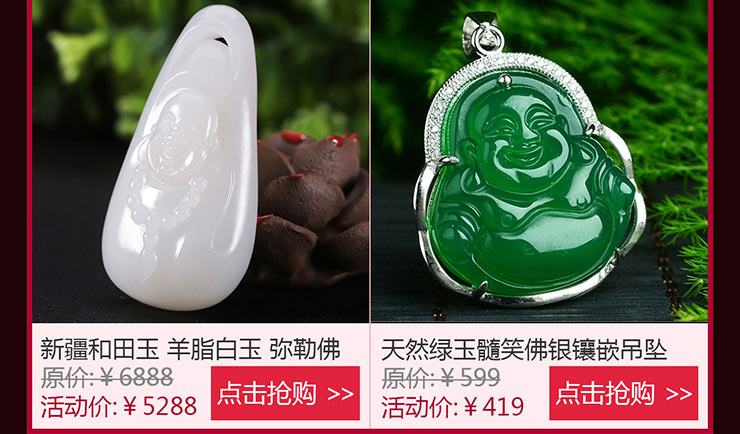 新疆和田玉 羊脂白玉 弥勒佛
原价:￥6888
活动价:￥5288
点击抢购 >>
天然绿玉髓笑佛银镶嵌吊坠
原价:￥599
活动价:￥419
点击抢购 >>